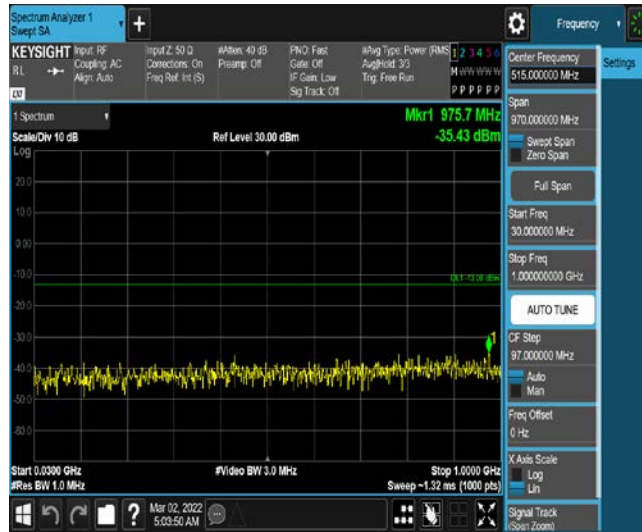 Spectrum Analyzer 1
Swept SA
+
Frequency
KEYSIGHT
RL
LXI
Input: RF
Coupling: AC
Align: Auto
Input Z: 50 Ω
Corrections: On
Freq Ref: Int (S)
#Atten: 40 dB
Preamp: Off
PNO: Fast
Gate: Off
IF Gain: Low
Sig Track: Off
#Avg Type: Power (RMS
Avg|Hold: 3/3
Trig: Free Run
1 2 3 4 5 6
M W W W W W
P P P P P P
1 Spectrum
Scale/Div 10 dB
Log
Ref Level 30.00 dBm
Mkr1 975.7 MHz
-35.43 dBm
20.0
10.0
0.00
-10.0
DL1 -13.00 dBm
-20.0
-30.0
1
-40.0
-50.0
-60.0
Start 0.0300 GHz
#Res BW 1.0 MHz
#Video BW 3.0 MHz
Stop 1.0000 GHz
Sweep ~1.32 ms (1000 pts)
?
Mar 02, 2022
5:03:50 AM
Center Frequency
515.000000 MHz
Settings
Span
970.000000 MHz
Swept Span
Zero Span
Full Span
Start Freq
30.000000 MHz
Stop Freq
1.000000000 GHz
AUTO TUNE
CF Step
97.000000 MHz
Auto
Man
Freq Offset
0 Hz
X Axis Scale
Log
Lin
Signal Track
(Span Zoom)